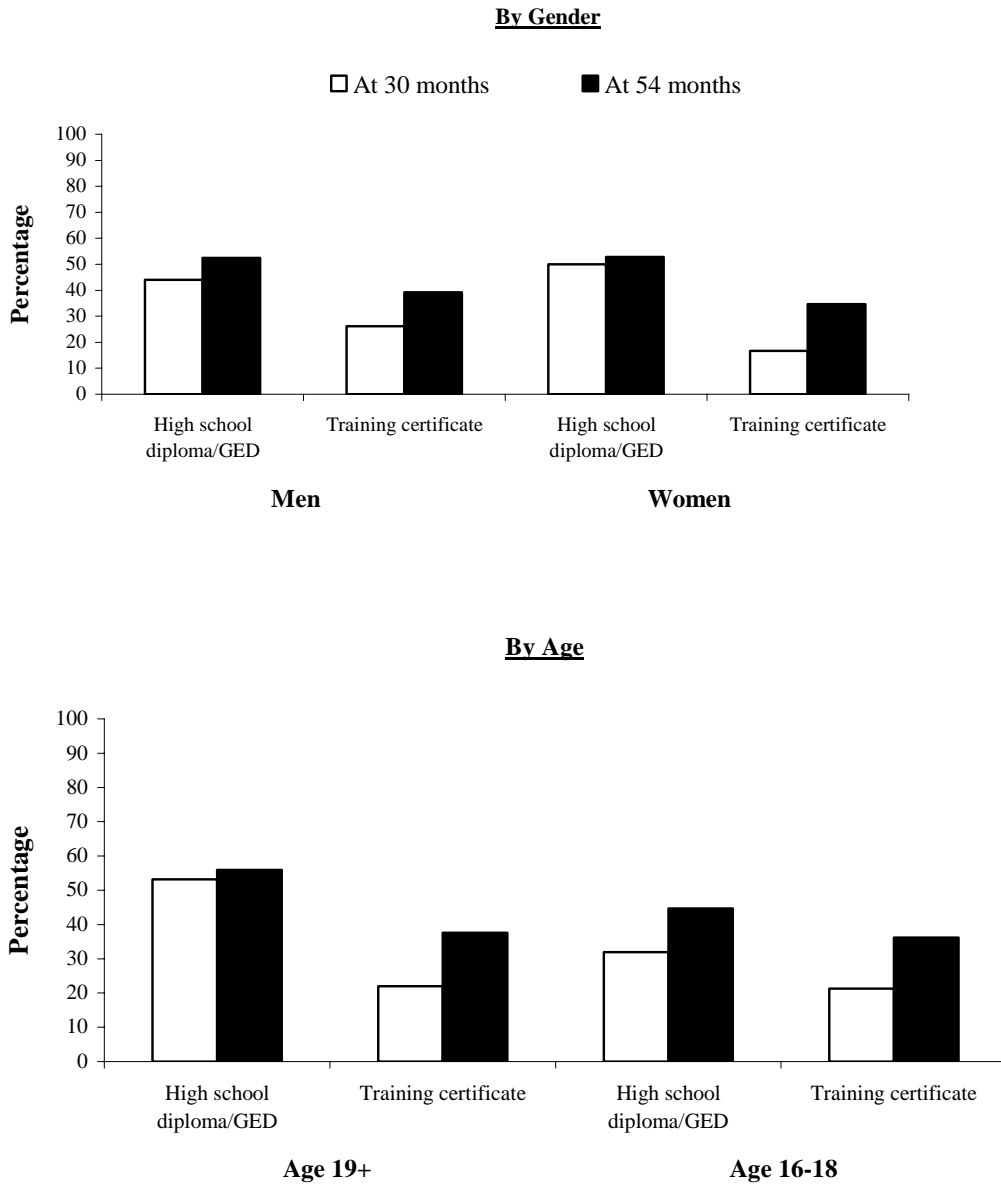 By Gender
At 30 months At 54 months
Percentage
100
90
80
70
60
50
40
30
20
10
0
High school diploma/GED
Training certificate
High school diploma/GED
Training certificate
Men
Women
By Age
Percentage
100
90
80
70
60
50
40
30
20
10
0
High school
diploma/GED
Training certificate
High school
diploma/GED
Training certificate
Age 19+
Age 16-18